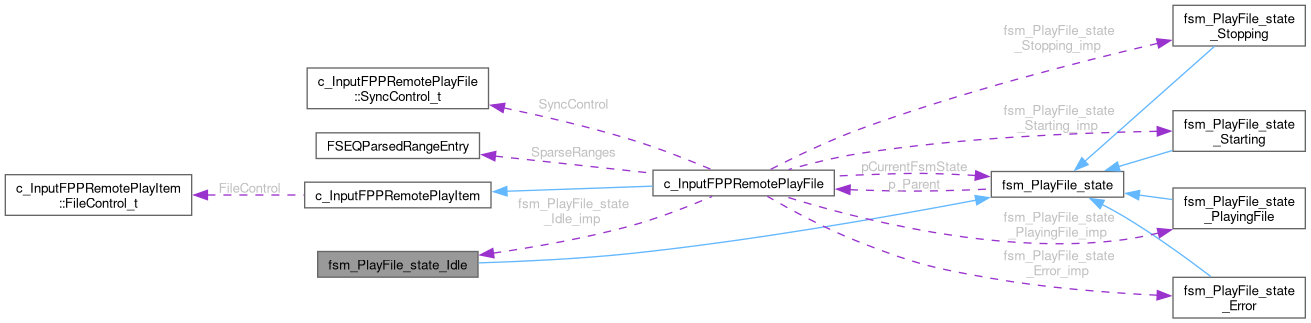 fsm_PlayFile_state
_Stopping
fsm_PlayFile_state
_Stopping_imp
c_InputFPPRemotePlayFile
::SyncControl_t
SyncControl
fsm_PlayFile_state
_Starting_imp
fsm_PlayFile_state
_Starting
FSEQParsedRangeEntry
SparseRanges
pCurrentFsmState
c_InputFPPRemotePlayItem
::FileControl_t
FileControl
c_InputFPPRemotePlayItem
c_InputFPPRemotePlayFile
p_Parent
fsm_PlayFile_state
fsm_PlayFile_state
_Idle_imp
fsm_PlayFile_state
_PlayingFile_imp
fsm_PlayFile_state
_PlayingFile
fsm_PlayFile_state_Idle
fsm_PlayFile_state
_Error_imp
fsm_PlayFile_state
_Error